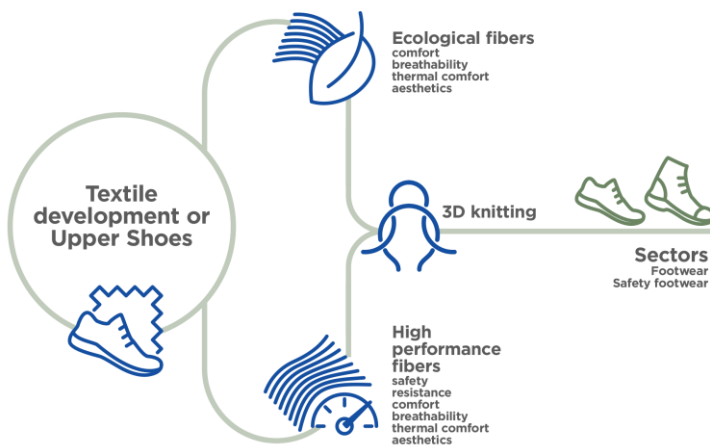 Textile
development or
Upper Shoes
Ecological fibers
comfort
breathability
thermal comfort
aesthetics
3D knitting
High
performance
fibers
safety
resistance
comfort
breathability
thermal comfort
aesthetics
Sectors
Footwear
Safety footwear